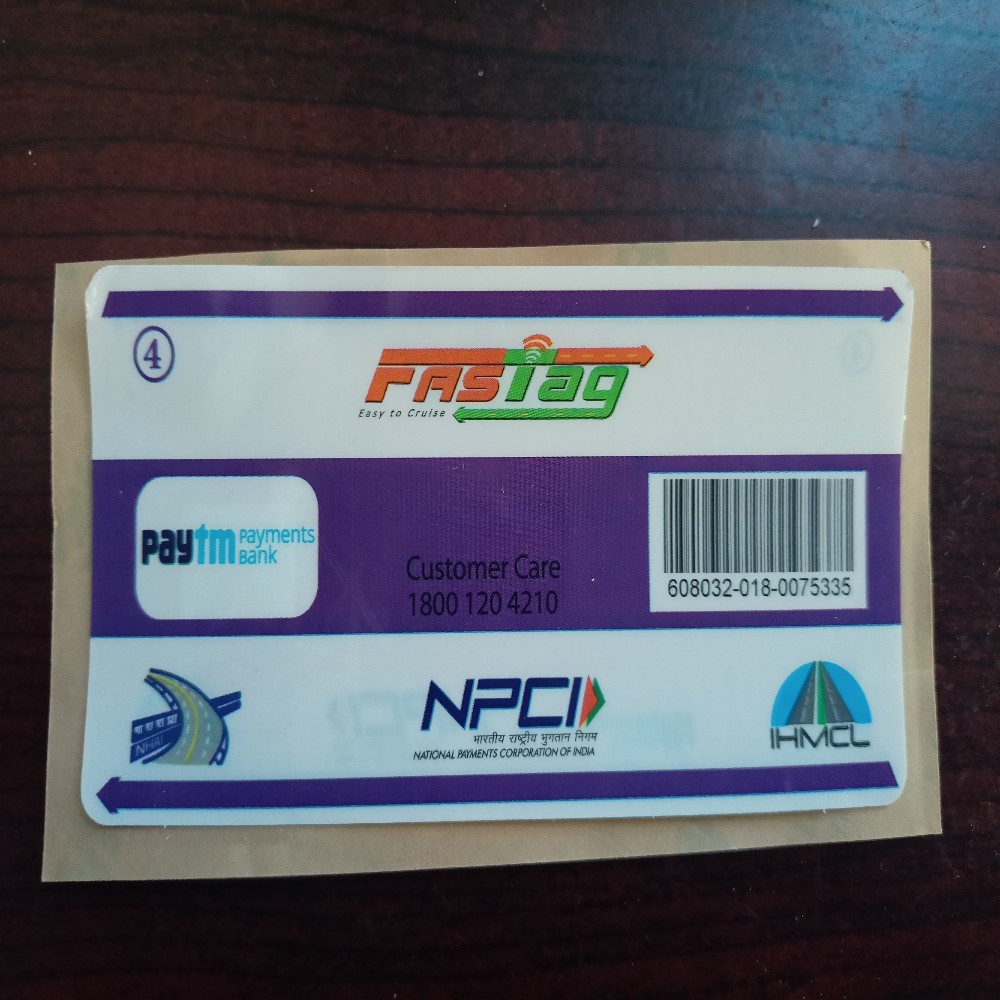 4
FASTag
Easy to Cruise
Paytm Payments
Bank
Customer Care
1800 120 4210
608032-018-0075335
भा रा रा प्रा
NHAI
NPCI
भारतीय राष्ट्रीय भुगतान निगम
NATIONAL PAYMENTS CORPORATION OF INDIA
IHMCL